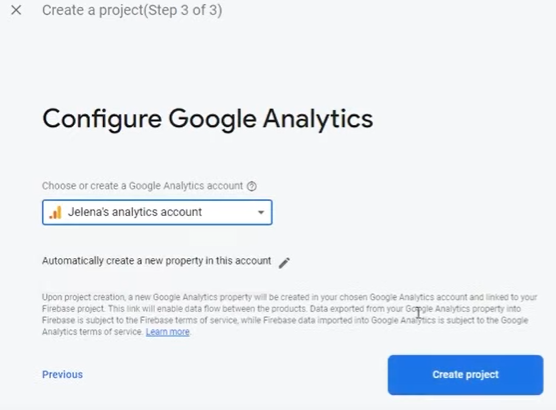 Create a project(Step 3 of 3)
Configure Google Analytics
Choose or create a Google Analytics account
Jelena's analytics account
Automatically create a new property in this account
Upon project creation, a new Google Analytics property will be created in your chosen Google Analytics account and linked to your
Firebase project. This link will enable data flow between the products. Data exported from your Google Analytics property into
Firebase is subject to the Firebase terms of service, while Firebase data imported into Google Analytics is subject to the Google
Analytics terms of service. Learn more.
Previous
Create project